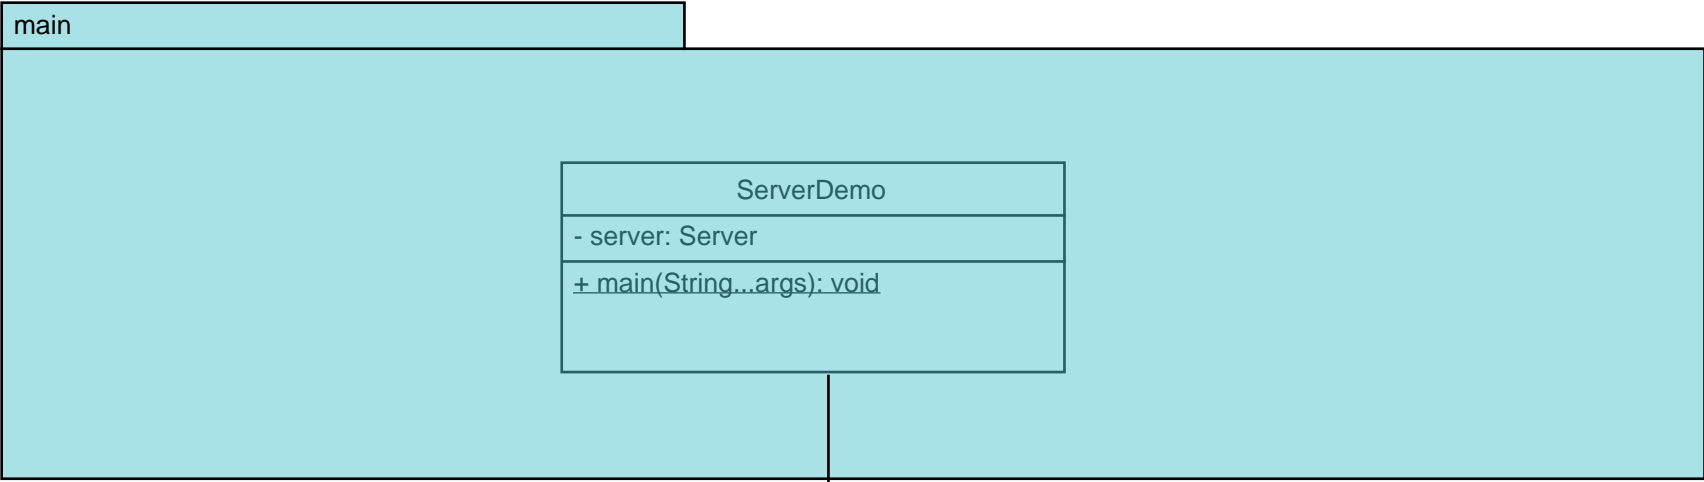 main
ServerDemo
- server: Server
+ main(String...args): void